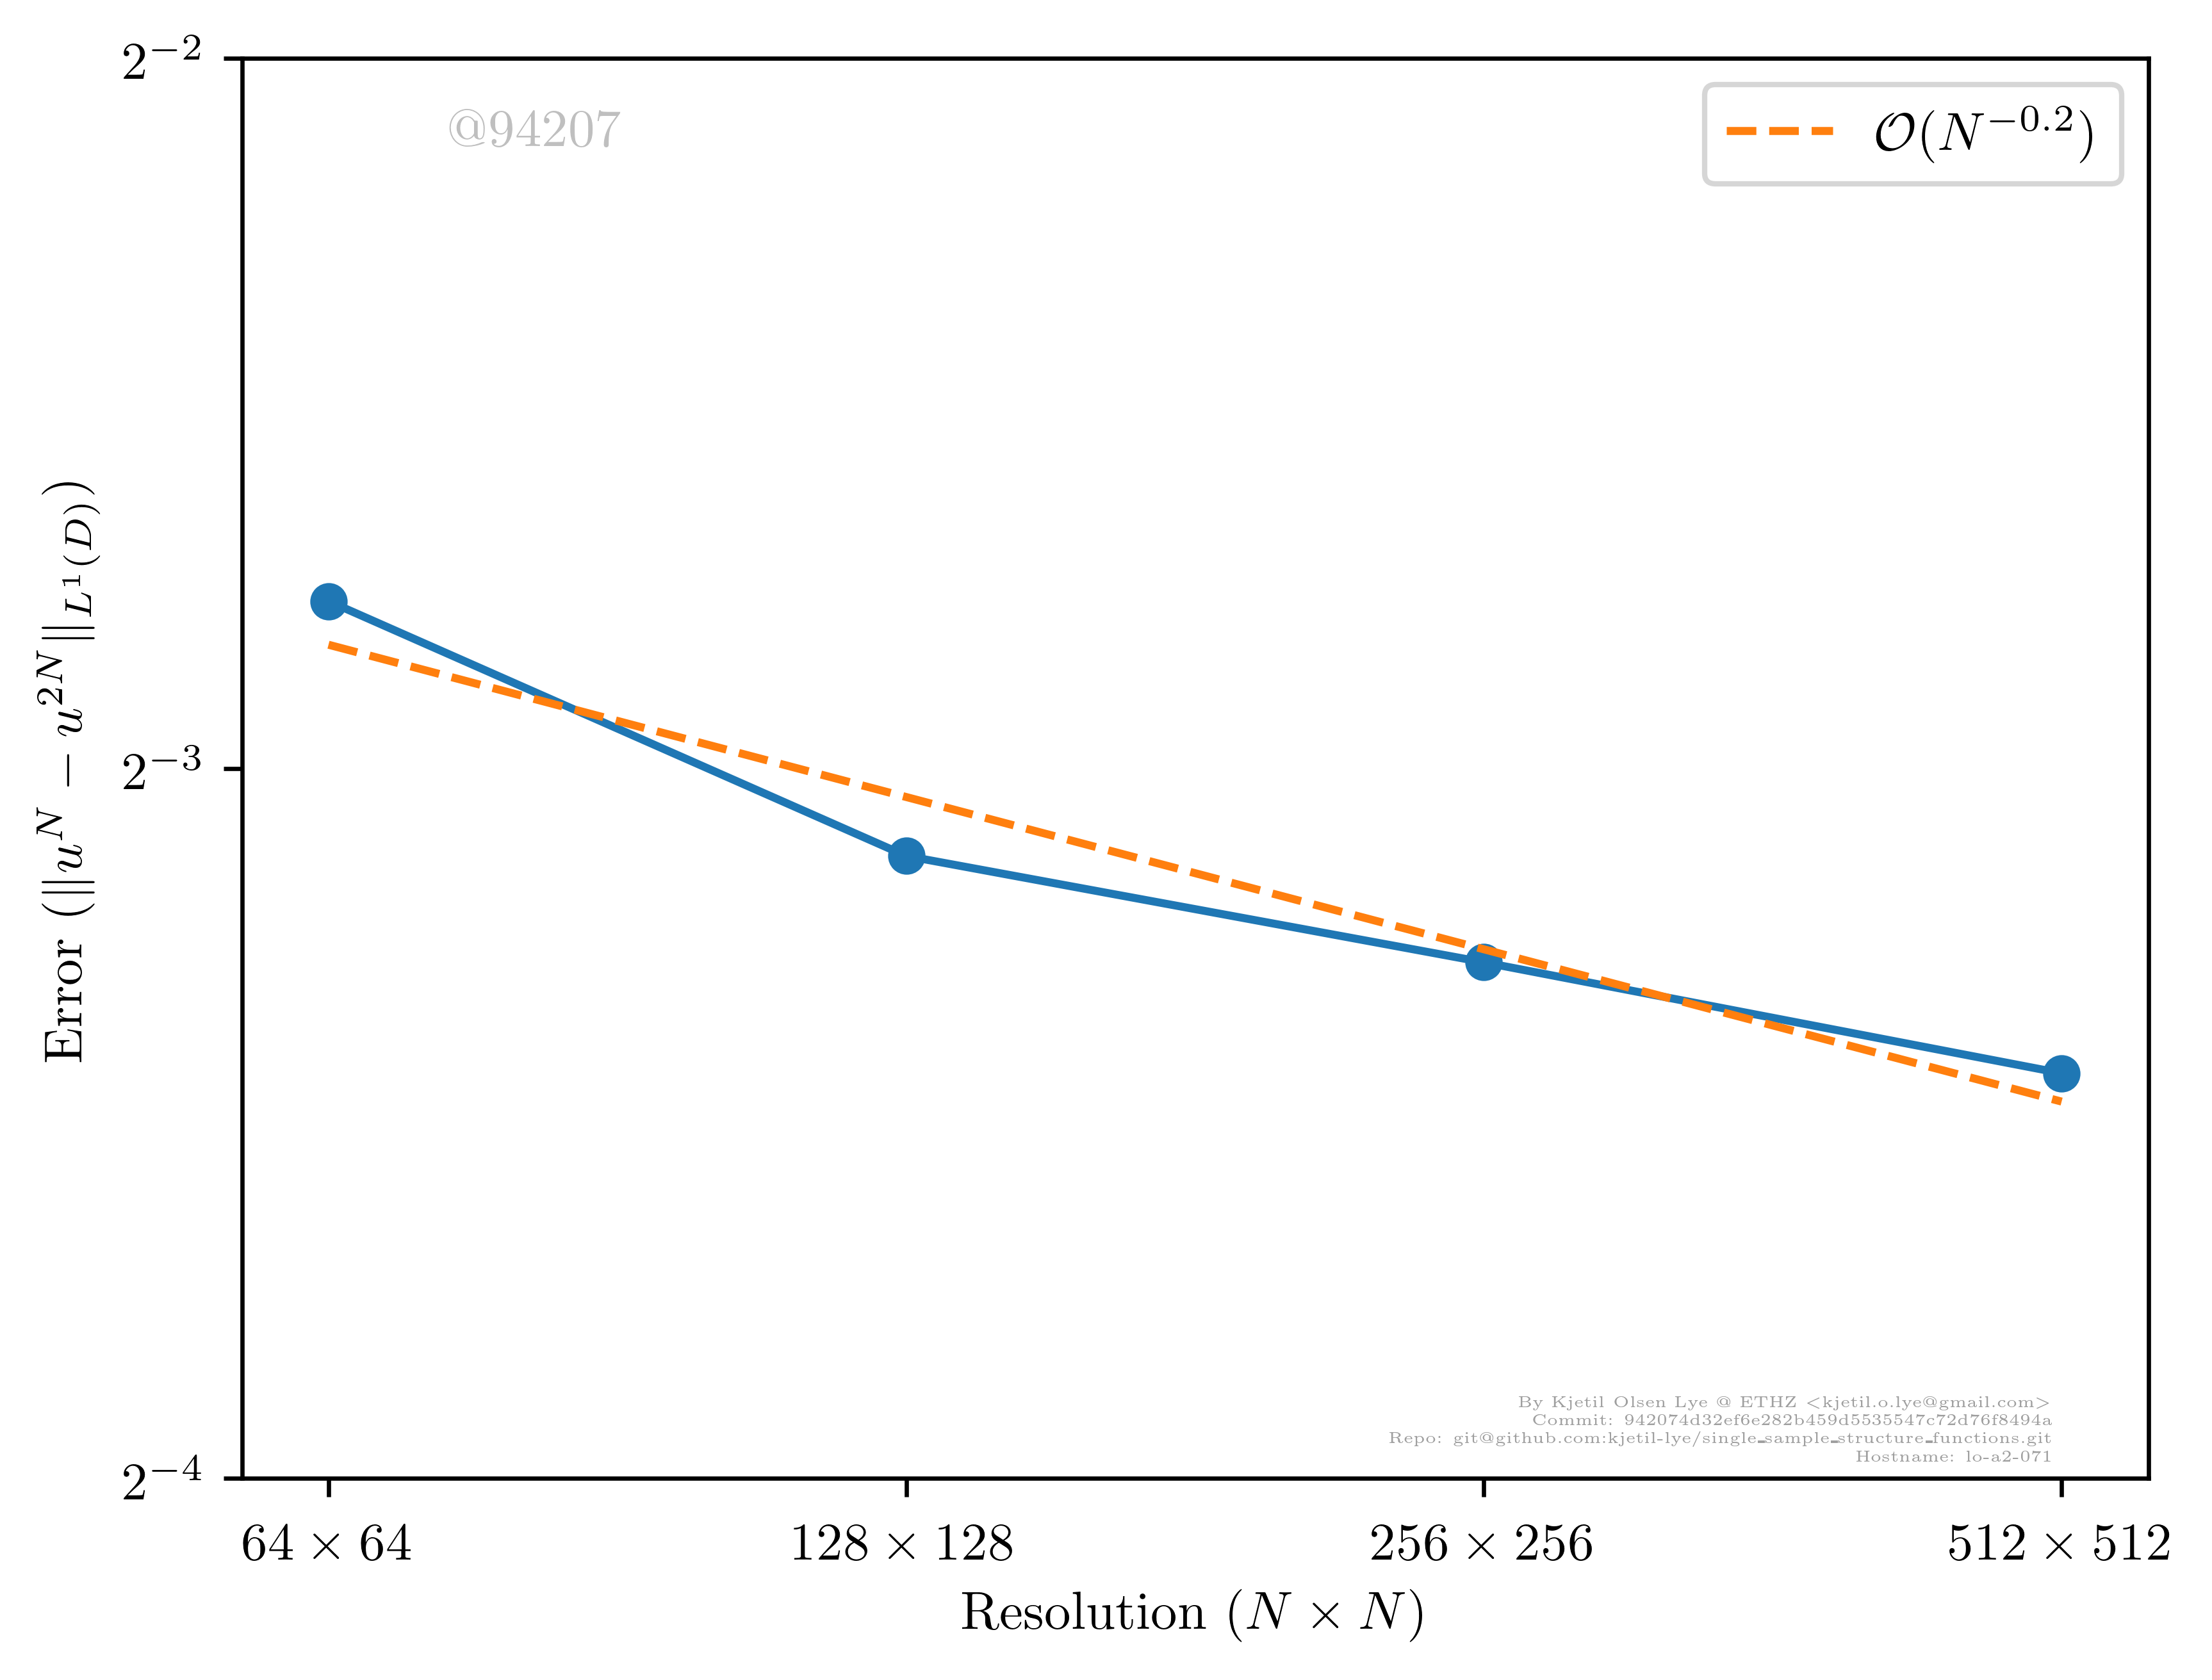 2^{-2}
@94207
\mathcal{O}(N^{-0.2})
Error (||u^N − u^{2N}||_{L^1(D)})
2^{-3}
By Kjetil Olsen Lye @ ETHZ <kjetil.o.lye@gmail.com>
Commit: 942074d32ef6e282b459d5535547c72d76f8494a
Repo: git@github.com:kjetil-lye/single_sample_structure_functions.git
Hostname: lo-a2-071
2^{-4}
64 × 64 128 × 128 256 × 256 512 × 512
Resolution (N × N)